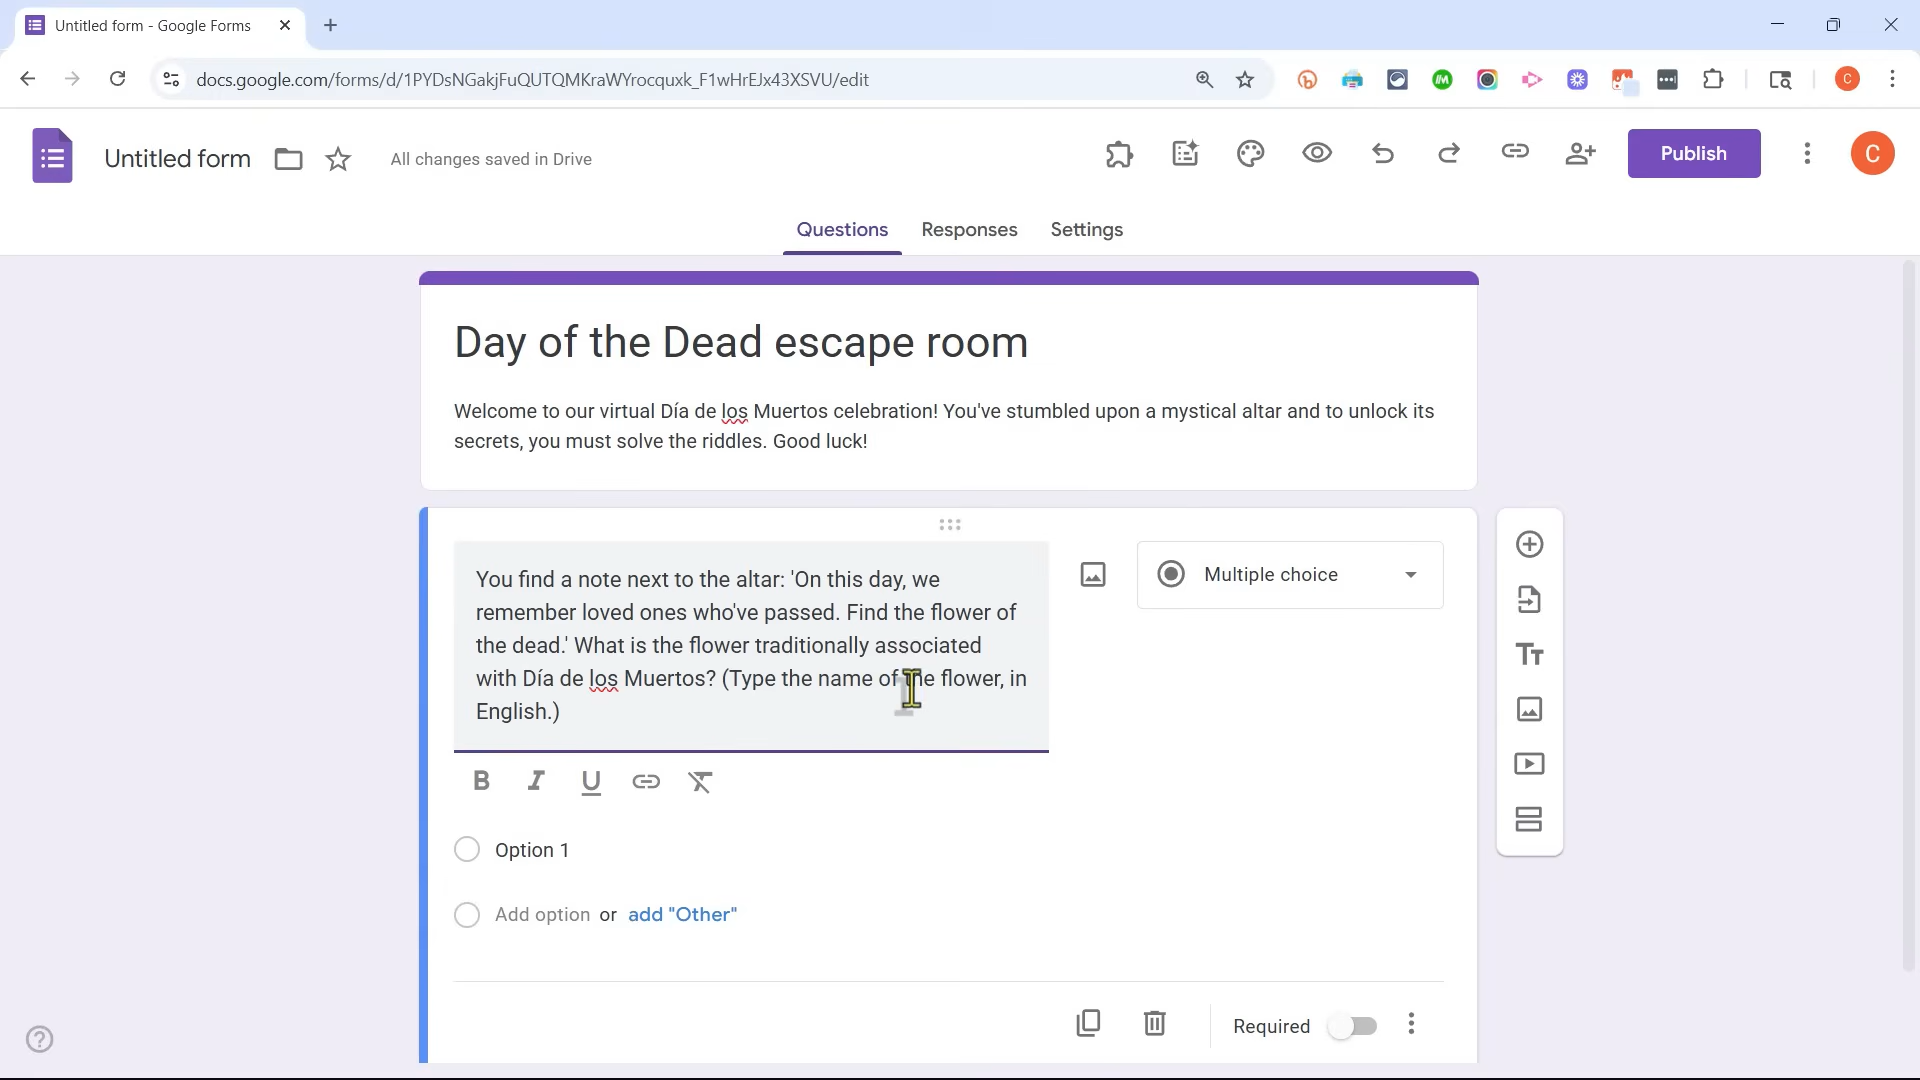 Untitled form - Google Forms
docs.google.com/forms/d/1PYDsNGakjFuQUTQMKraWYrocquxk_F1wHrEJx43XSVU/edit
C
Untitled form
All changes saved in Drive
Publish
C
Questions
Responses
Settings
Day of the Dead escape room
Welcome to our virtual Día de los Muertos celebration! You've stumbled upon a mystical altar and to unlock its
secrets, you must solve the riddles. Good luck!
You find a note next to the altar: 'On this day, we
remember loved ones who've passed. Find the flower of
the dead.' What is the flower traditionally associated
with Día de los Muertos? (Type the name of the flower, in
English.)
Multiple choice
Tт
B I U
Option 1
Add option or add "Other"
Required